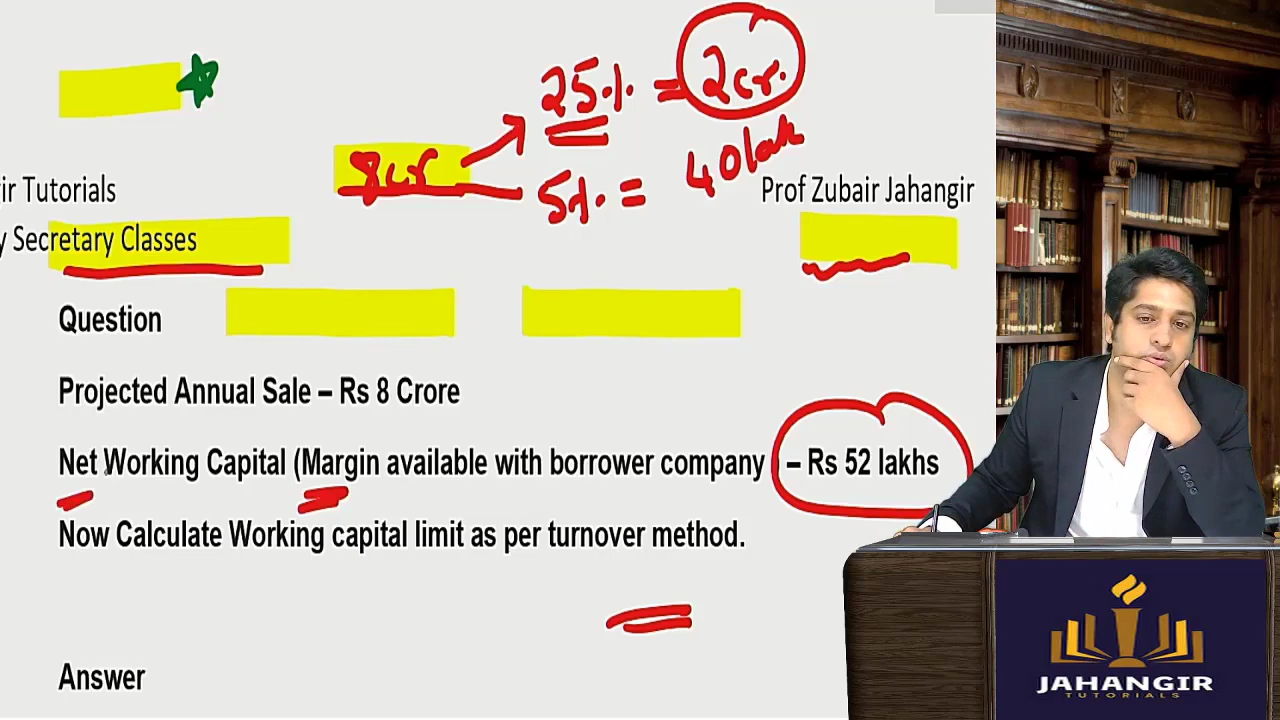 25% = 2cr.
8cr
5% = 40 lak
ir Tutorials
Prof Zubair Jahangir
y Secretary Classes
Question
Projected Annual Sale – Rs 8 Crore
Net Working Capital (Margin available with borrower company ) – Rs 52 lakhs
Now Calculate Working capital limit as per turnover method.
Answer
JAHANGIR
TUTORIALS